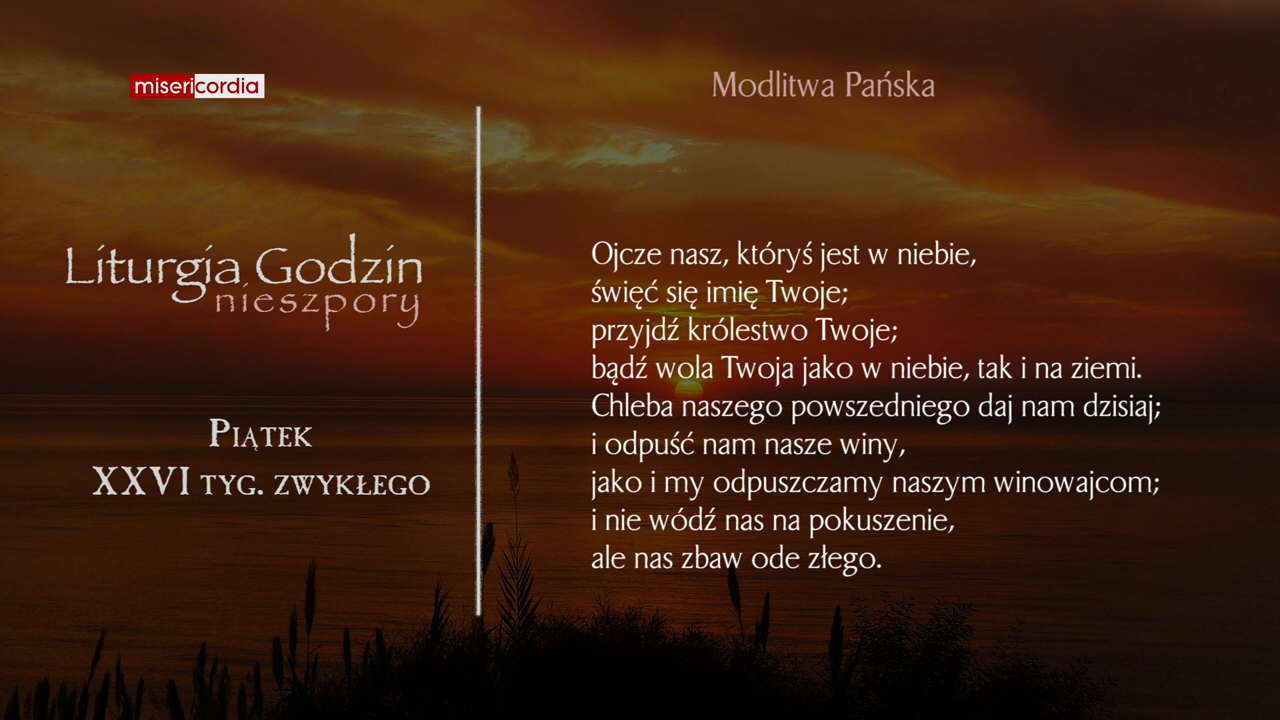 misericordia
Liturgia Godzin
nieszpory
Piątek
XXVI tyg. zwykłego
Modlitwa Pańska
Ojcze nasz, któryś jest w niebie,
święć się imię Twoje;
przyjdź królestwo Twoje;
bądź wola Twoja jako w niebie, tak i na ziemi.
Chleba naszego powszedniego daj nam dzisiaj;
i odpuść nam nasze winy,
jako i my odpuszczamy naszym winowajcom;
i nie wódź nas na pokuszenie,
ale nas zbaw ode złego.